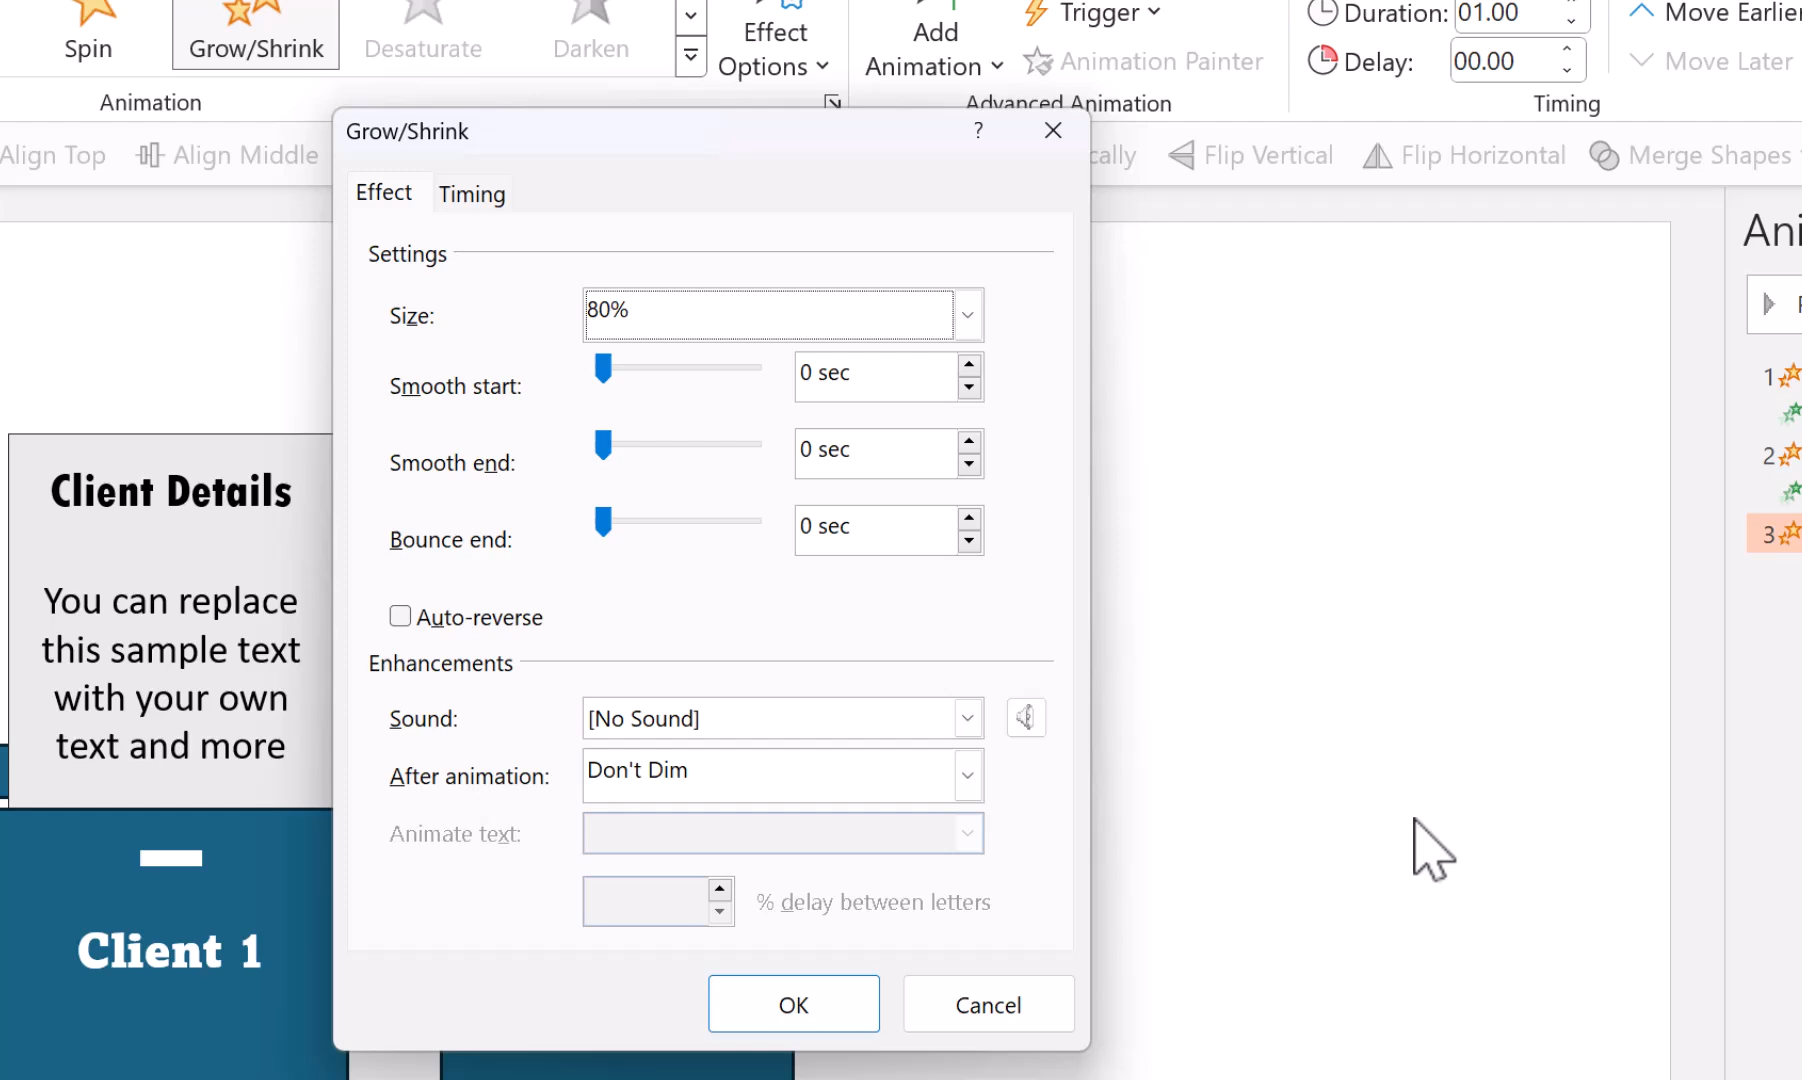 Spin
Grow/Shrink
Desaturate
Darken
Effect
Options
Add
Animation
Trigger
Animation Painter
Duration: 01.00
Delay: 00.00
Move Earlier
Move Later
Animation
Advanced Animation
Timing
Align Top
Align Middle
Flip Vertical
Flip Horizontal
Merge Shapes
Grow/Shrink
?
Effect
Timing
Settings
Size: 80%
Smooth start: 0 sec
Smooth end: 0 sec
Bounce end: 0 sec
Auto-reverse
Enhancements
Sound: [No Sound]
After animation: Don't Dim
Animate text:
% delay between letters
OK
Cancel
Client Details
You can replace
this sample text
with your own
text and more
Client 1
Ani
1
2
3